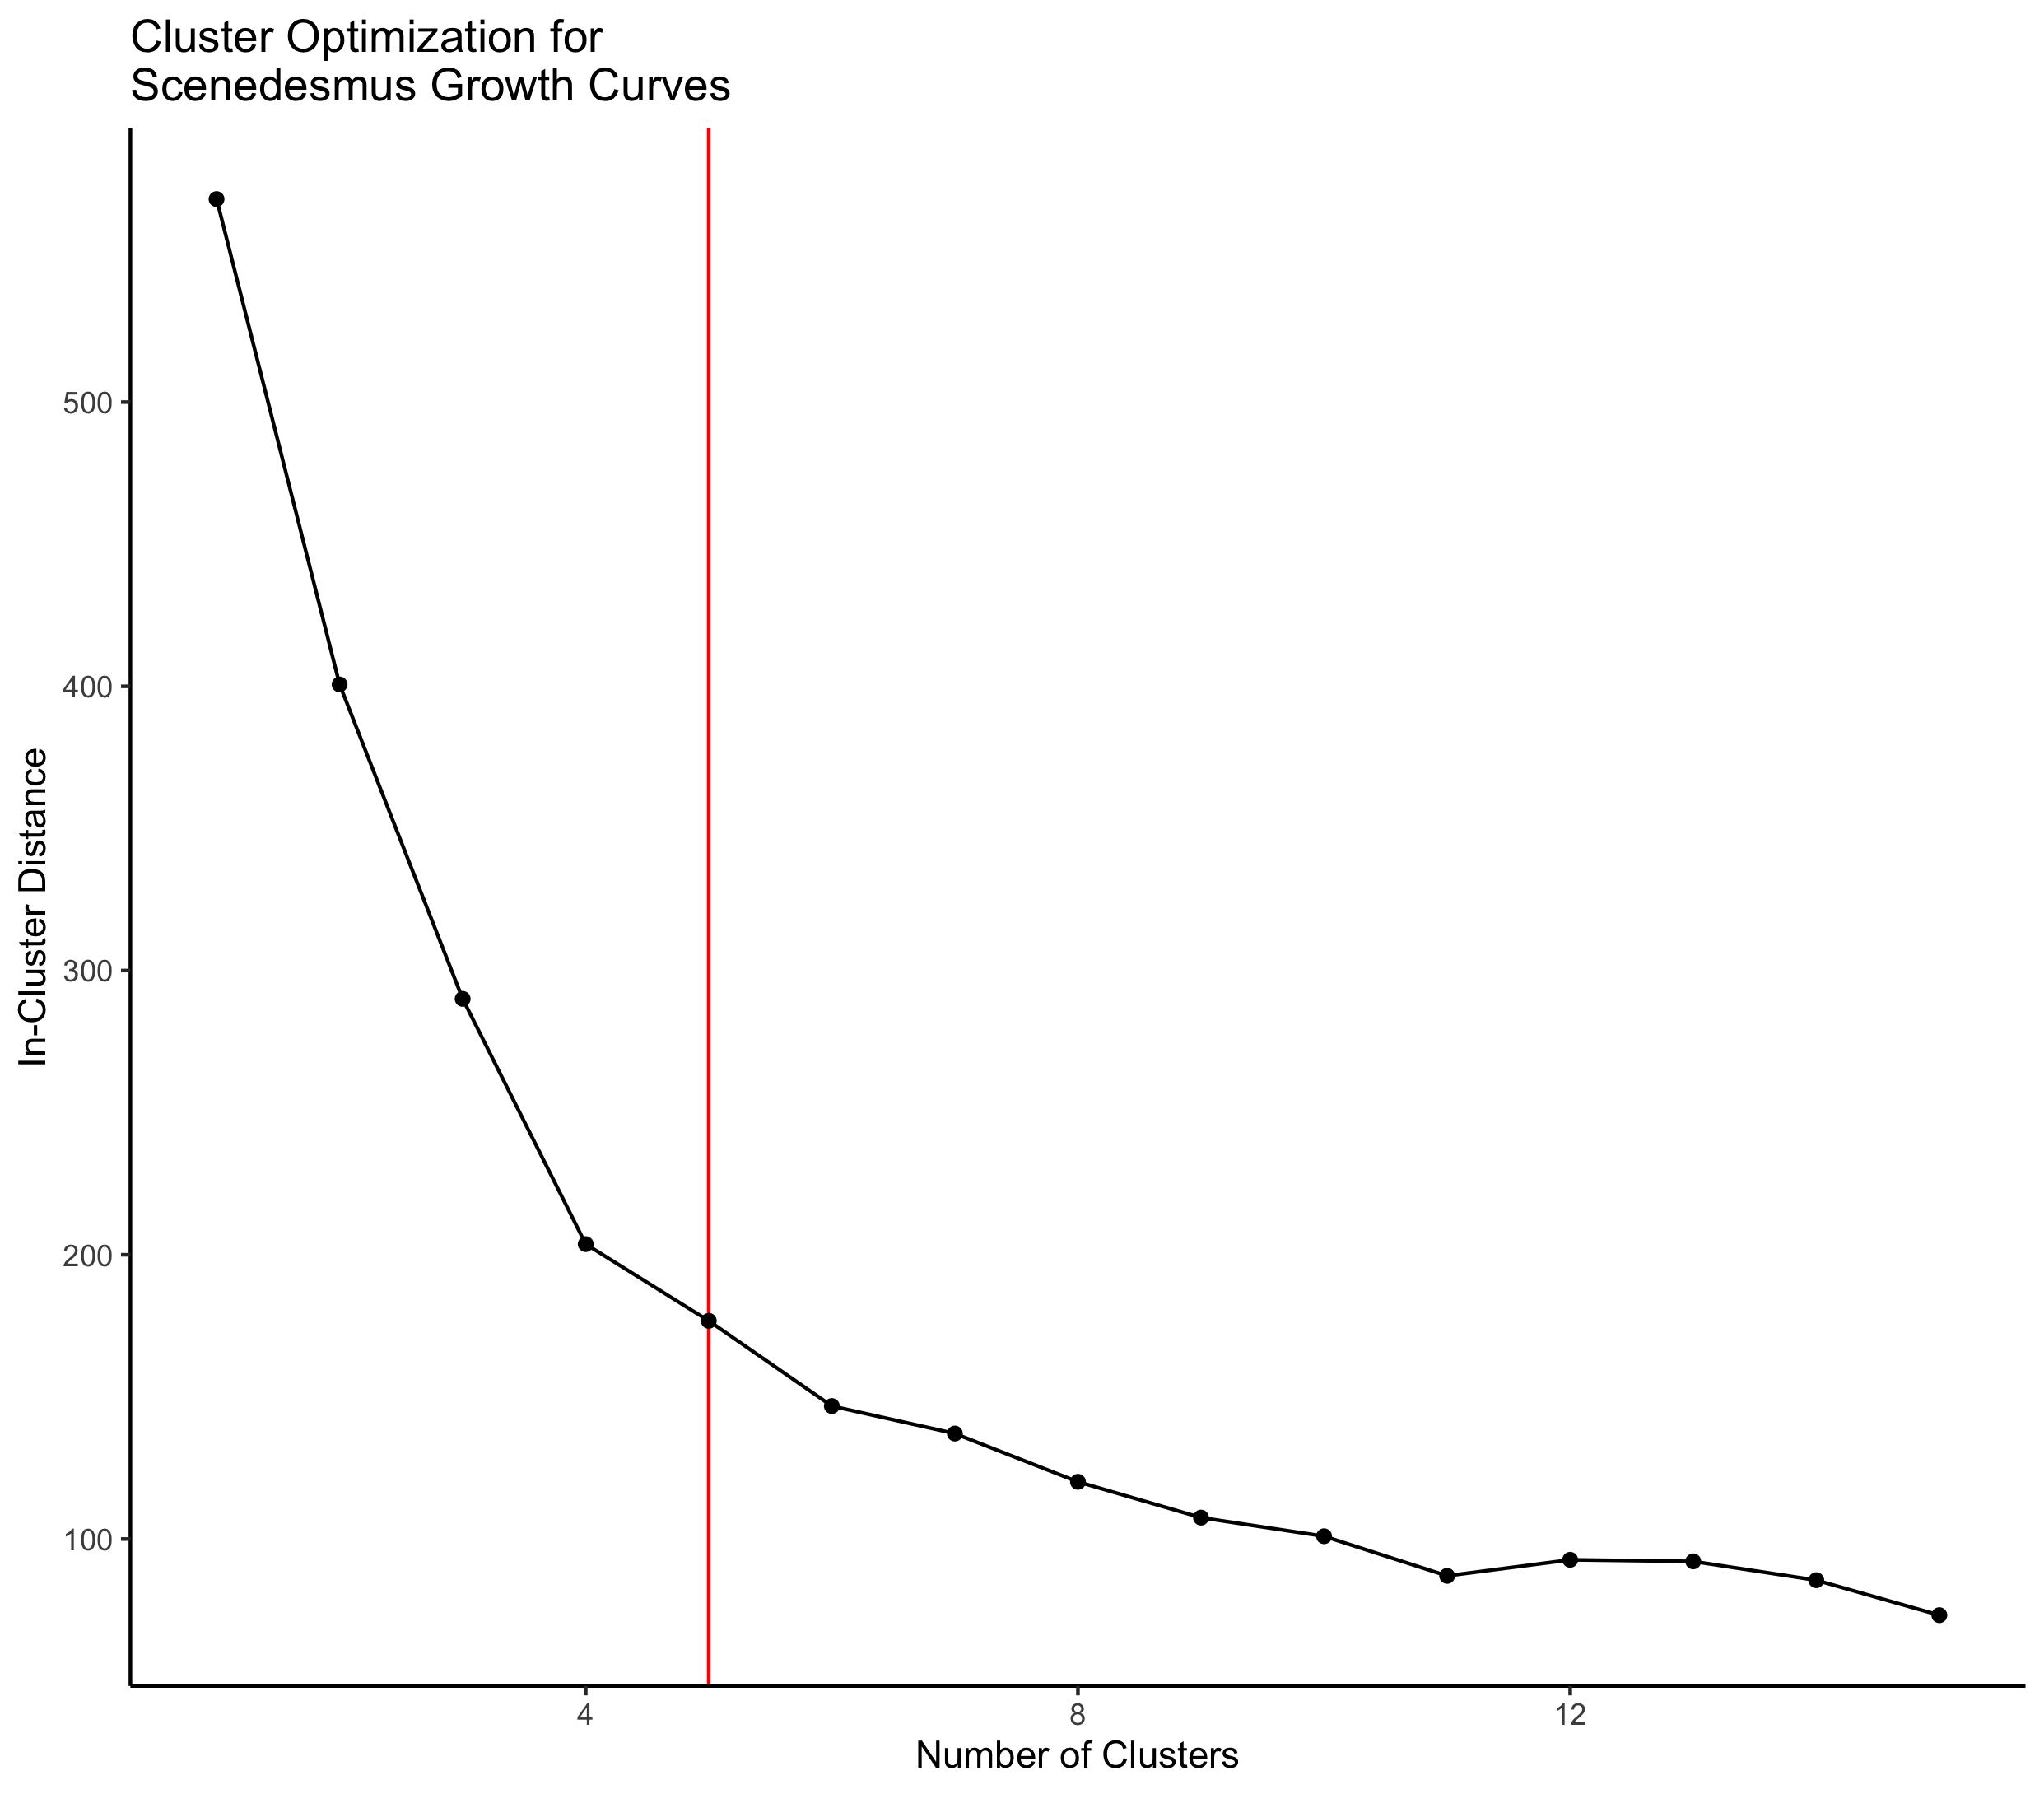 Cluster Optimization for
Scenedesmus Growth Curves
In-Cluster Distance
500
400
300
200
100
4
8
12
Number of Clusters